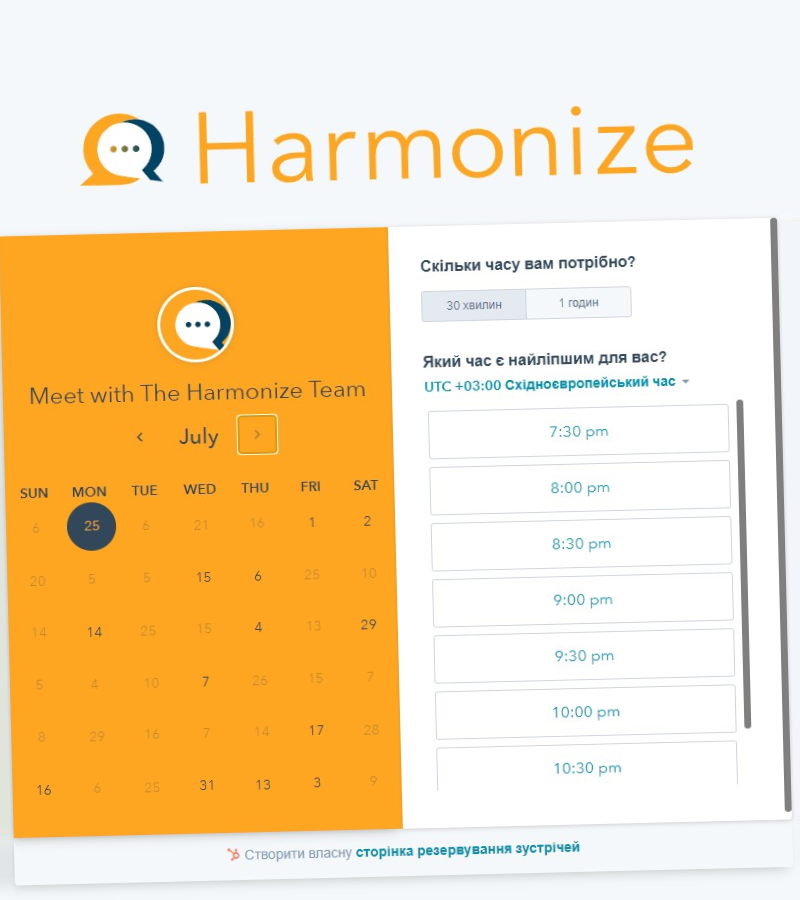 Harmonize
Meet with The Harmonize Team
July
SUN MON TUE WED THU FRI SAT
6 25 6 21 16 1 2
20 5 5 15 6 25 10
14 14 25 15 4 13 29
5 4 10 7 26 15 7
8 29 16 7 14 17 28
16 6 25 31 13 3 9
Скільки часу вам потрібно?
30 хвилин 1 годин
Який час є найліпшим для вас?
UTC +03:00 Східноєвропейський час
7:30 pm
8:00 pm
8:30 pm
9:00 pm
9:30 pm
10:00 pm
10:30 pm
Створити власну сторінка резервування зустрічей